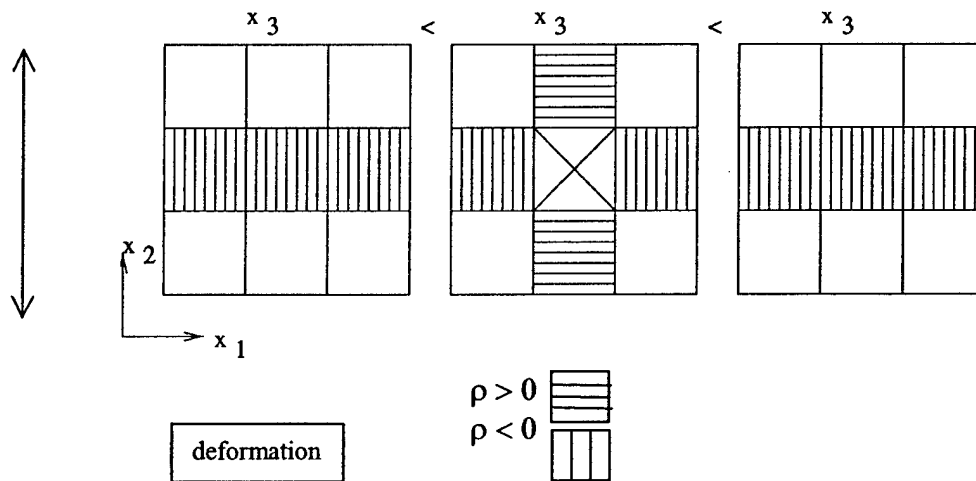 x 3 < x 3 < x 3
x 2
x 1
ρ > 0
ρ < 0
deformation